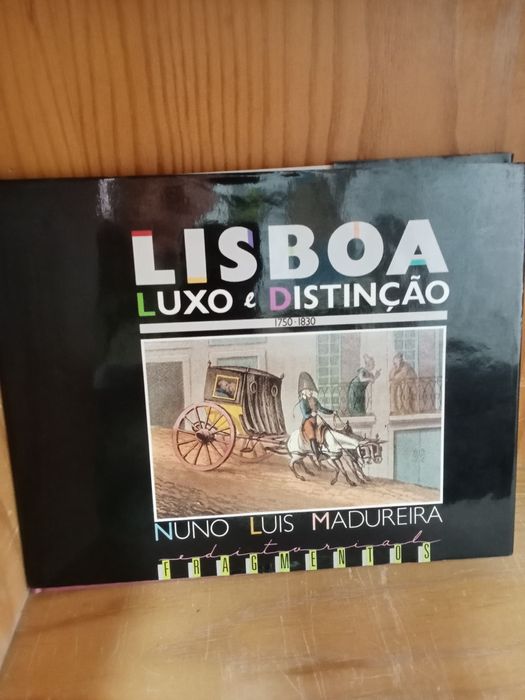 LISBOA
LUXO e DISTINÇÃO
1750-1830
NUNO LUIS MADUREIRA
editorial
FRAGMENTOS